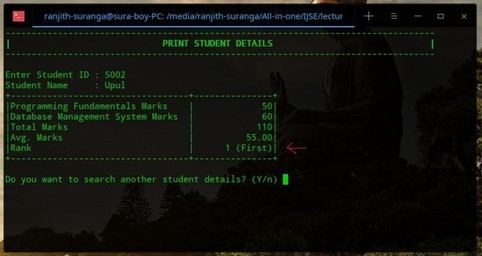 ranjith-suranga@sura-boy-PC: /media/ranjith-suranga/All-in-one/IJSE/lectur
PRINT STUDENT DETAILS
Enter Student ID : S002
Student Name : Upul
Programming Fundamentals Marks | 50
Database Management System Marks | 60
Total Marks | 110
Avg. Marks | 55.00
Rank | 1 (First)
Do you want to search another student details? (Y/n)